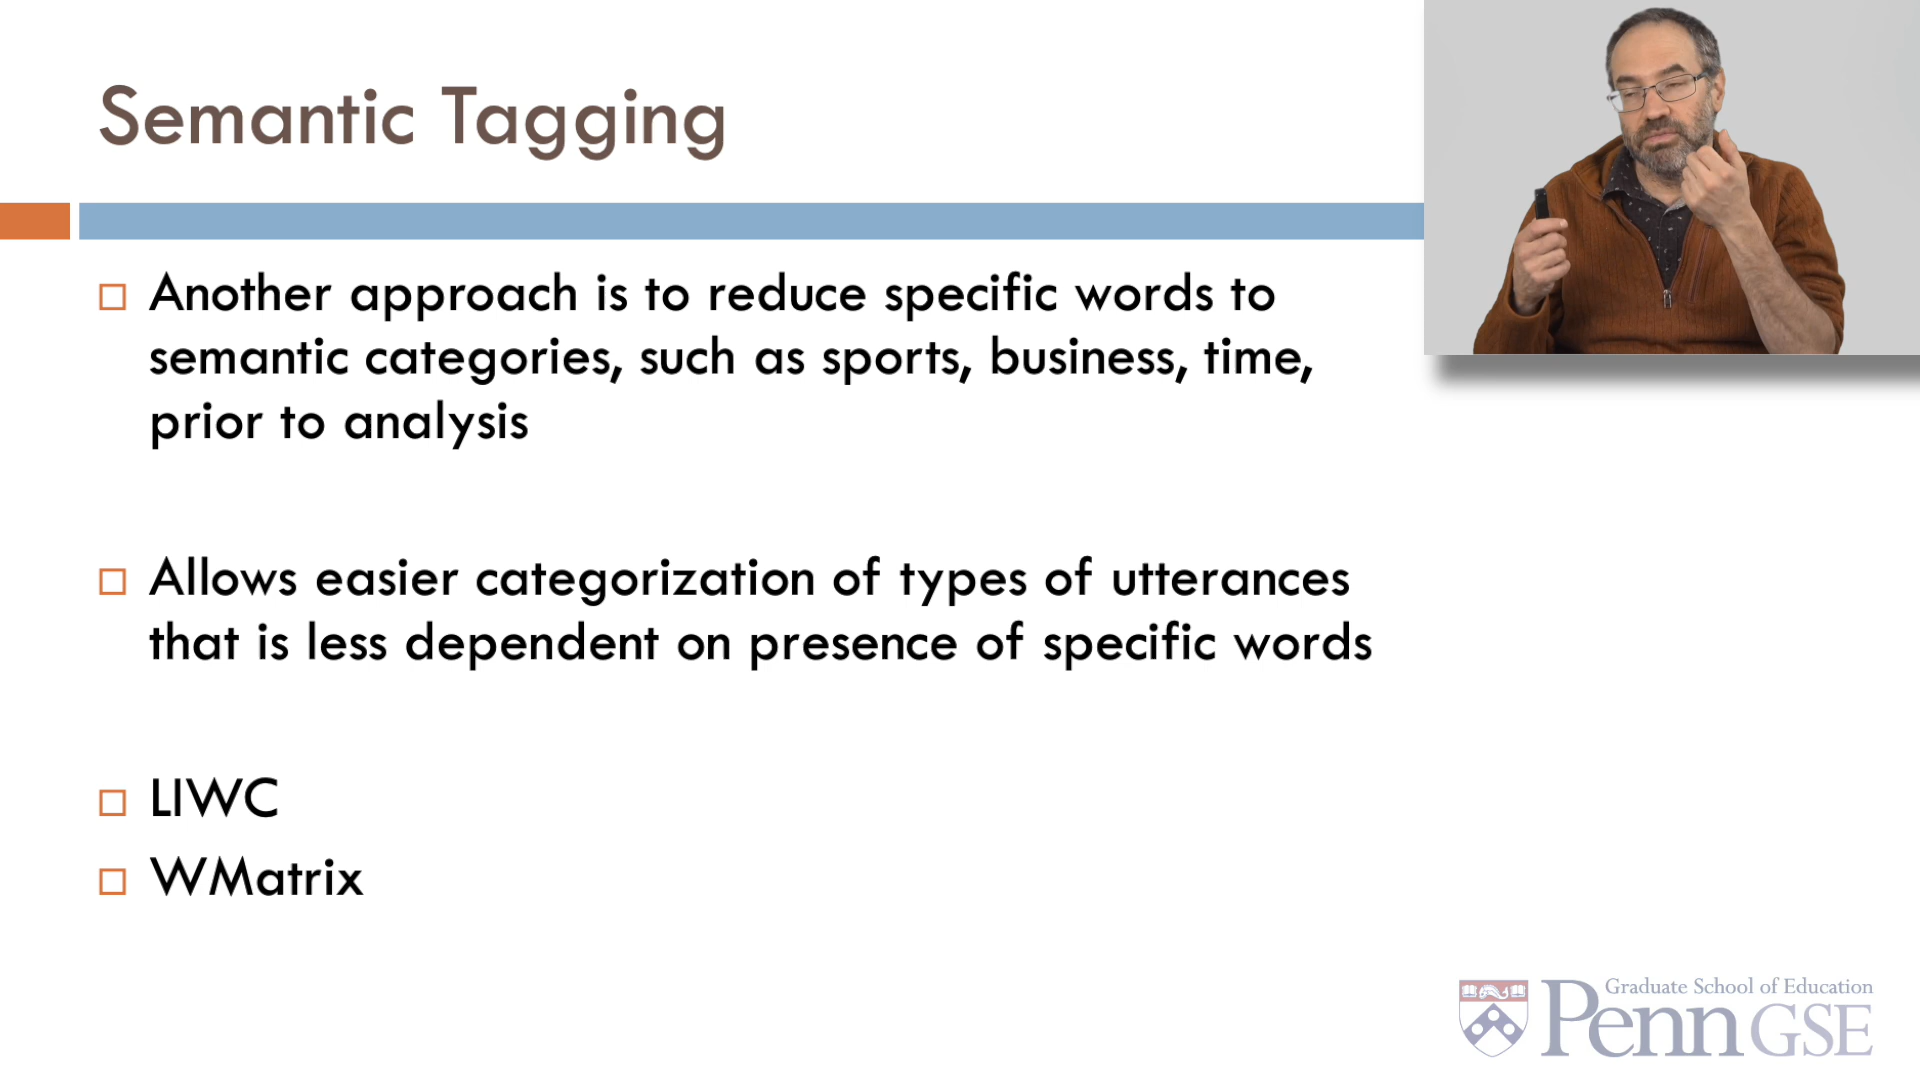 Semantic Tagging
Another approach is to reduce specific words to
semantic categories, such as sports, business, time,
prior to analysis
Allows easier categorization of types of utterances
that is less dependent on presence of specific words
LIWC
WMatrix
Graduate School of Education
Penn GSE